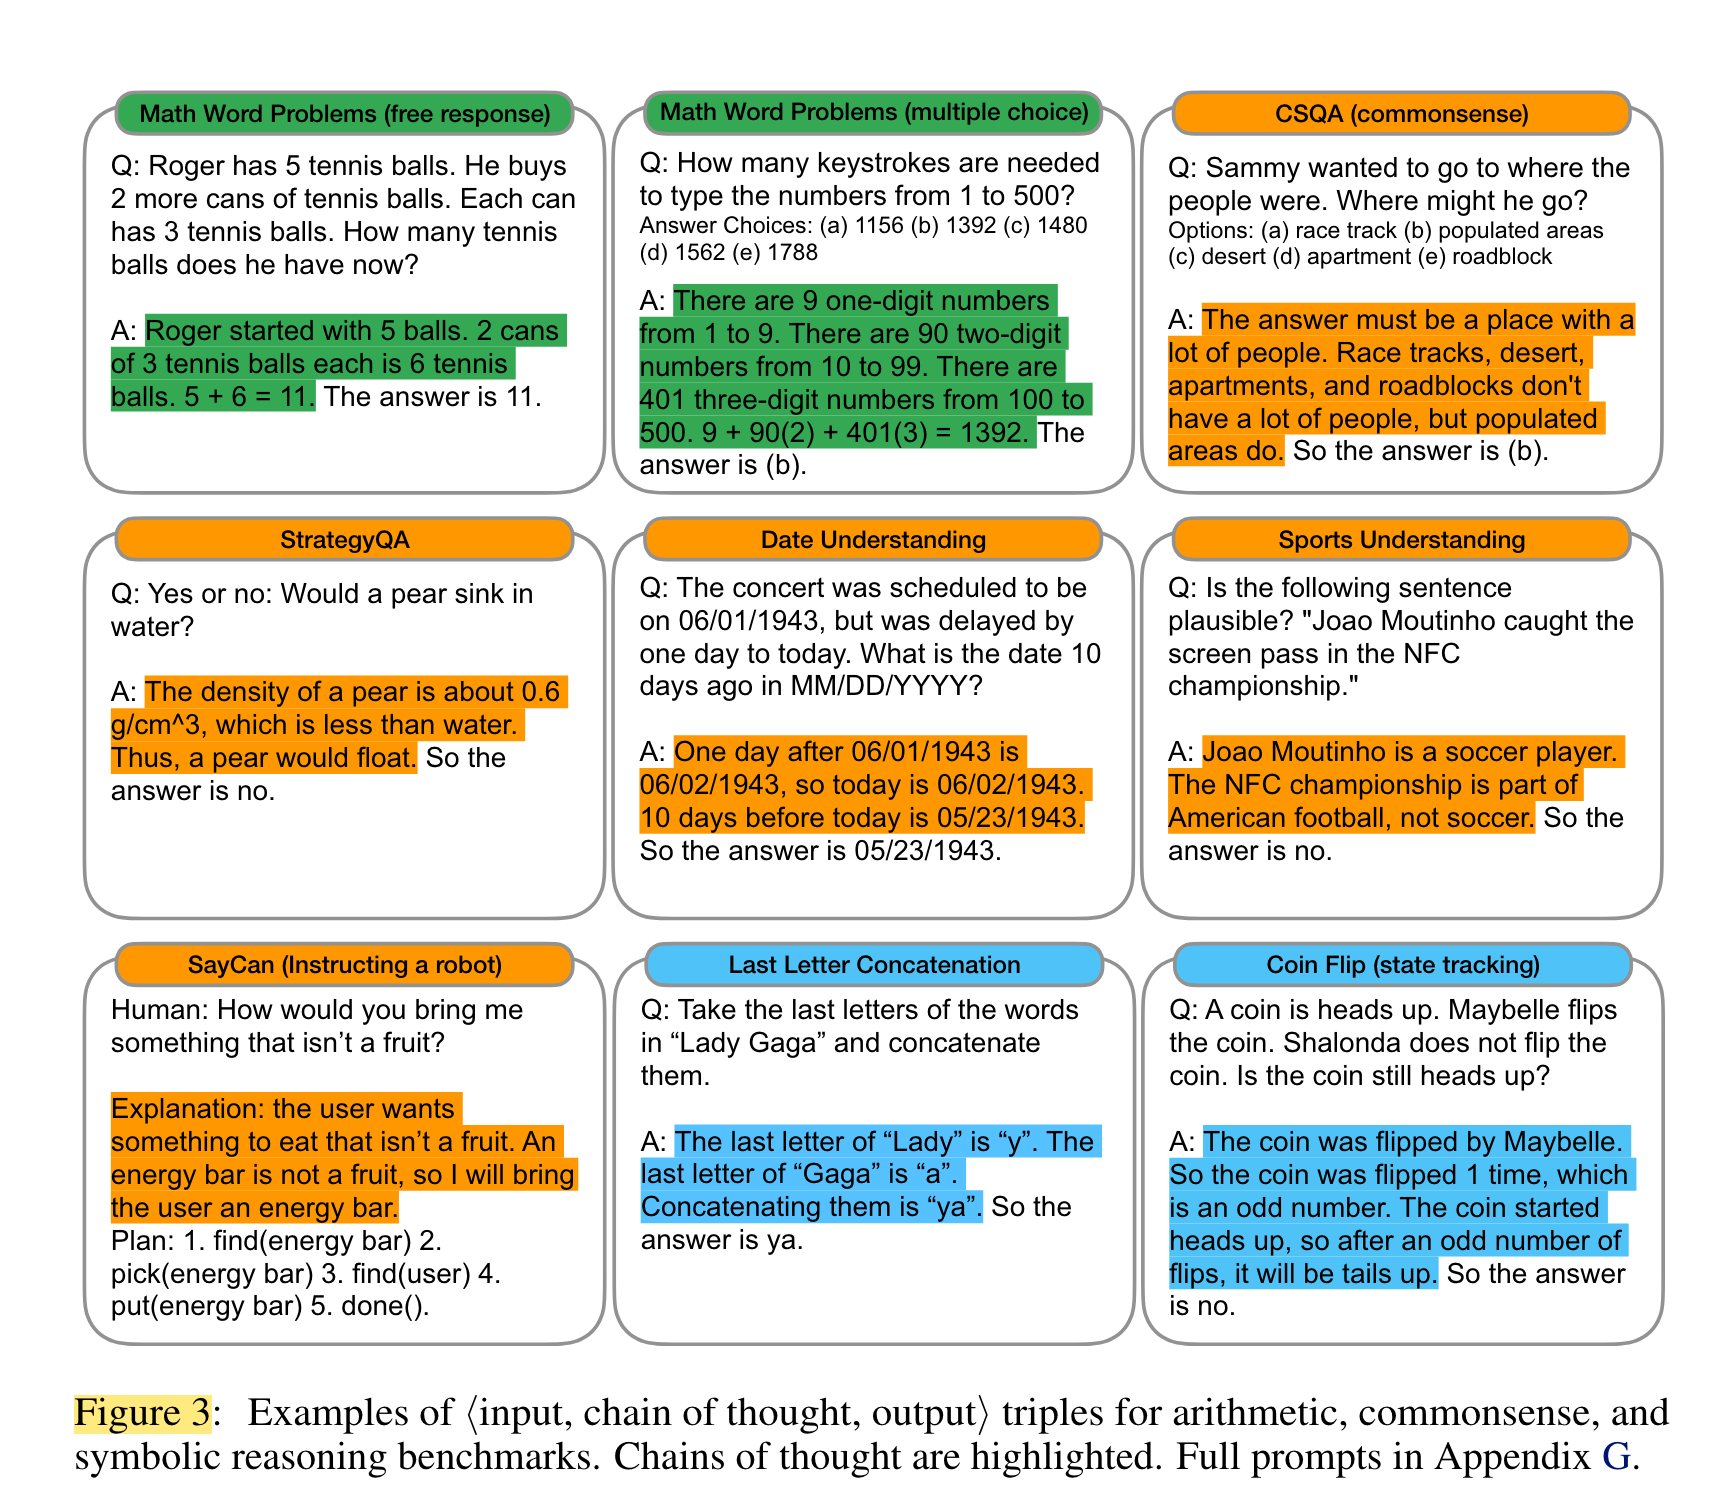 Math Word Problems (free response)
Q: Roger has 5 tennis balls. He buys
2 more cans of tennis balls. Each can
has 3 tennis balls. How many tennis
balls does he have now?
A: Roger started with 5 balls. 2 cans
of 3 tennis balls each is 6 tennis
balls. 5 + 6 = 11. The answer is 11.
Math Word Problems (multiple choice)
Q: How many keystrokes are needed
to type the numbers from 1 to 500?
Answer Choices: (a) 1156 (b) 1392 (c) 1480
(d) 1562 (e) 1788
A: There are 9 one-digit numbers
from 1 to 9. There are 90 two-digit
numbers from 10 to 99. There are
401 three-digit numbers from 100 to
500. 9 + 90(2) + 401(3) = 1392. The
answer is (b).
CSQA (commonsense)
Q: Sammy wanted to go to where the
people were. Where might he go?
Options: (a) race track (b) populated areas
(c) desert (d) apartment (e) roadblock
A: The answer must be a place with a
lot of people. Race tracks, desert,
apartments, and roadblocks don't
have a lot of people, but populated
areas do. So the answer is (b).
StrategyQA
Q: Yes or no: Would a pear sink in
water?
A: The density of a pear is about 0.6
g/cm^3, which is less than water.
Thus, a pear would float. So the
answer is no.
Date Understanding
Q: The concert was scheduled to be
on 06/01/1943, but was delayed by
one day to today. What is the date 10
days ago in MM/DD/YYYY?
A: One day after 06/01/1943 is
06/02/1943, so today is 06/02/1943.
10 days before today is 05/23/1943.
So the answer is 05/23/1943.
Sports Understanding
Q: Is the following sentence
plausible? "Joao Moutinho caught the
screen pass in the NFC
championship."
A: Joao Moutinho is a soccer player.
The NFC championship is part of
American football, not soccer. So the
answer is no.
SayCan (Instructing a robot)
Human: How would you bring me
something that isn’t a fruit?
Explanation: the user wants
something to eat that isn’t a fruit. An
energy bar is not a fruit, so I will bring
the user an energy bar.
Plan: 1. find(energy bar) 2.
pick(energy bar) 3. find(user) 4.
put(energy bar) 5. done().
Last Letter Concatenation
Q: Take the last letters of the words
in “Lady Gaga” and concatenate
them.
A: The last letter of “Lady” is “y”. The
last letter of “Gaga” is “a”.
Concatenating them is “ya”. So the
answer is ya.
Coin Flip (state tracking)
Q: A coin is heads up. Maybelle flips
the coin. Shalonda does not flip the
coin. Is the coin still heads up?
A: The coin was flipped by Maybelle.
So the coin was flipped 1 time, which
is an odd number. The coin started
heads up, so after an odd number of
flips, it will be tails up. So the answer
is no.
Figure 3: Examples of ⟨input, chain of thought, output⟩ triples for arithmetic, commonsense, and
symbolic reasoning benchmarks. Chains of thought are highlighted. Full prompts in Appendix G.